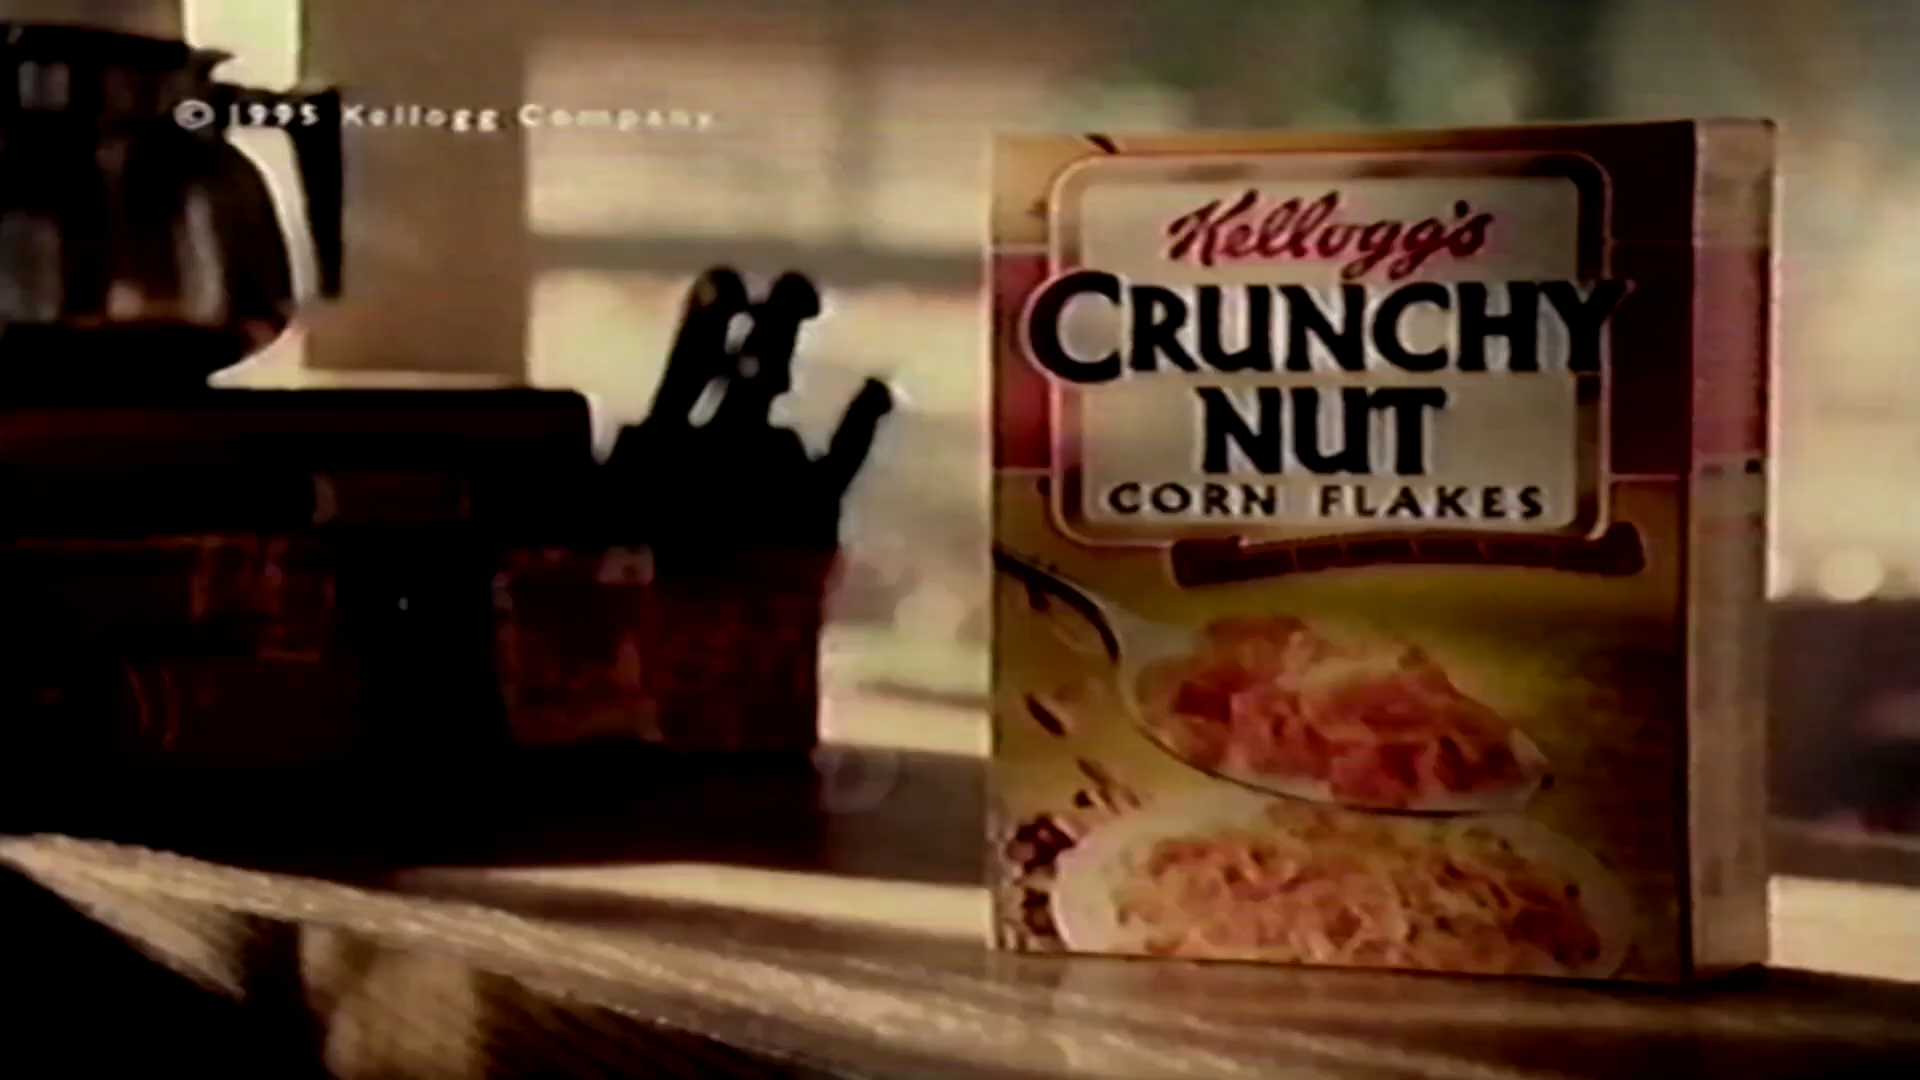 © 1995 Kellogg Company.
Kellogg's
CRUNCHY
NUT
CORN FLAKES